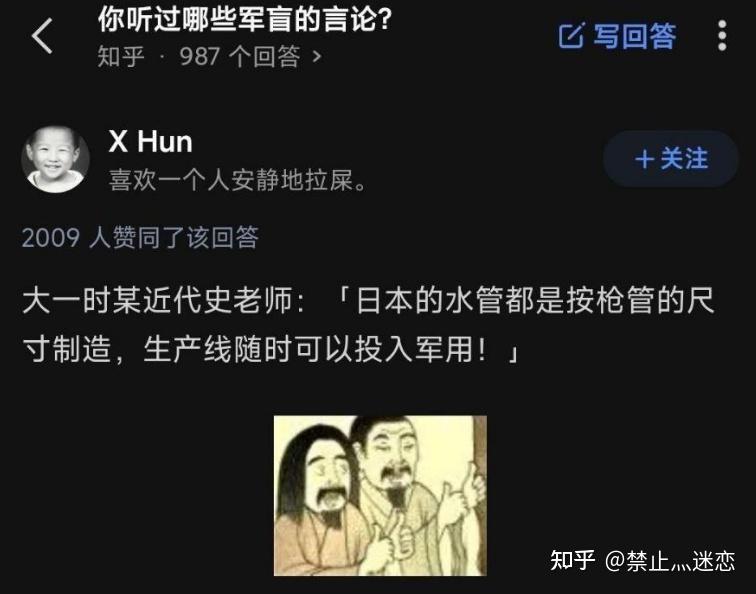 你听过哪些军盲的言论?
知乎 · 987 个回答 >
写回答
X Hun
喜欢一个人安静地拉屎。
+关注
2009 人赞同了该回答
大一时某近代史老师：「日本的水管都是按枪管的尺
寸制造，生产线随时可以投入军用！」
知乎 @禁止灬迷恋